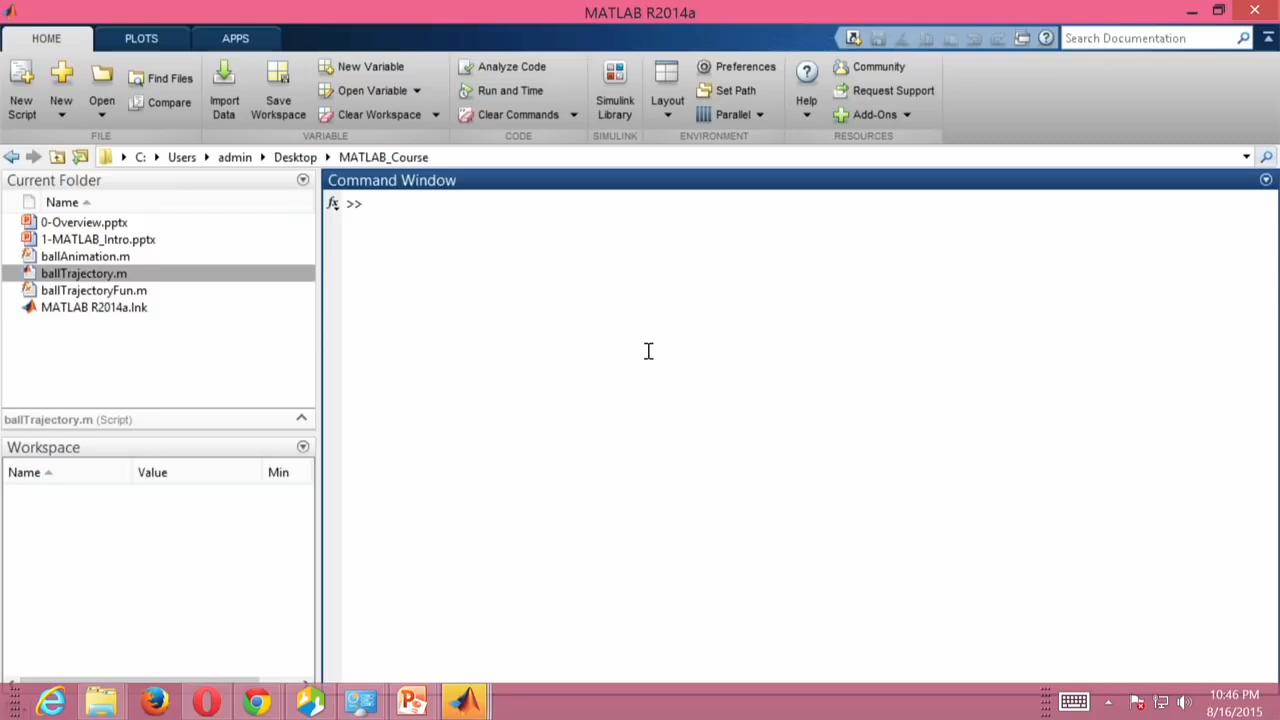 MATLAB R2014a
HOME PLOTS APPS
Search Documentation
New Script
New
Open
Find Files
Compare
Import Data
Save Workspace
New Variable
Open Variable
Clear Workspace
Analyze Code
Run and Time
Clear Commands
Simulink Library
Layout
Preferences
Set Path
Parallel
Help
Community
Request Support
Add-Ons
FILE VARIABLE CODE SIMULINK ENVIRONMENT RESOURCES
C: Users admin Desktop MATLAB_Course
Current Folder
Name
0-Overview.pptx
1-MATLAB_Intro.pptx
ballAnimation.m
ballTrajectory.m
ballTrajectoryFun.m
MATLAB R2014a.lnk
ballTrajectory.m (Script)
Workspace
Name Value Min
Command Window
fx >>
10:46 PM
8/16/2015